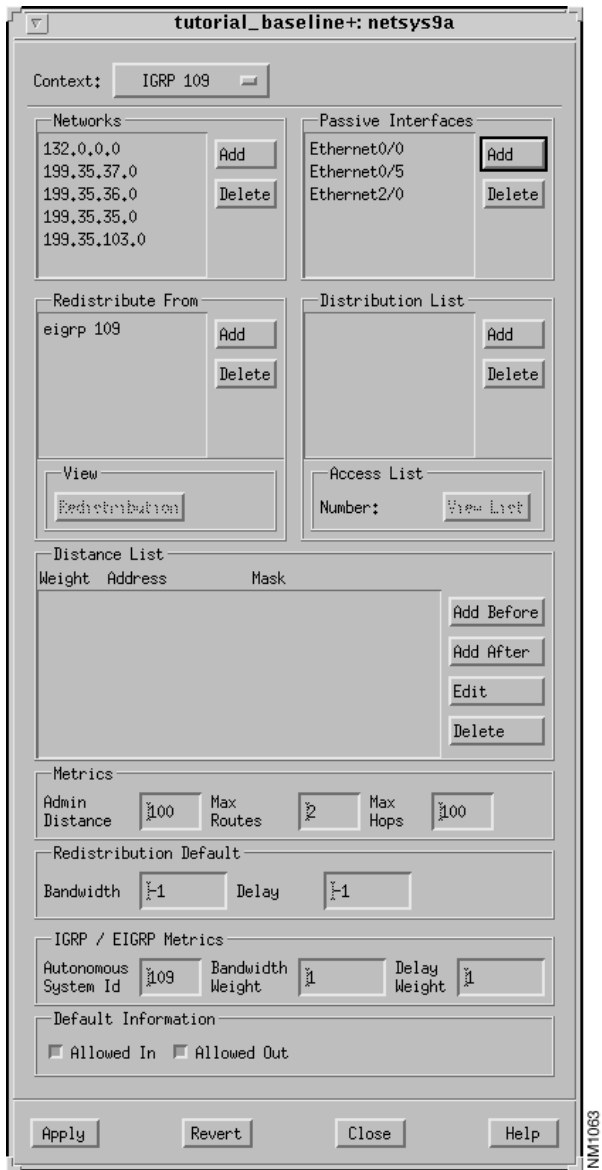 tutorial_baseline+: netsys9a
Context: IGRP 109
Networks
132.0.0.0
199.35.37.0
199.35.36.0
199.35.35.0
199.35.103.0
Add
Delete
Passive Interfaces
Ethernet0/0
Ethernet0/5
Ethernet2/0
Add
Delete
Redistribute From
eigrp 109
Add
Delete
View
Redistribution
Distribution List
Add
Delete
Access List
Number: View List
Distance List
Weight Address Mask
Add Before
Add After
Edit
Delete
Metrics
Admin Distance 100 Max Routes 2 Max Hops 100
Redistribution Default
Bandwidth -1 Delay -1
IGRP / EIGRP Metrics
Autonomous System Id 109 Bandwidth Weight 1 Delay Weight 1
Default Information
Allowed In Allowed Out
Apply Revert Close Help
NM1063